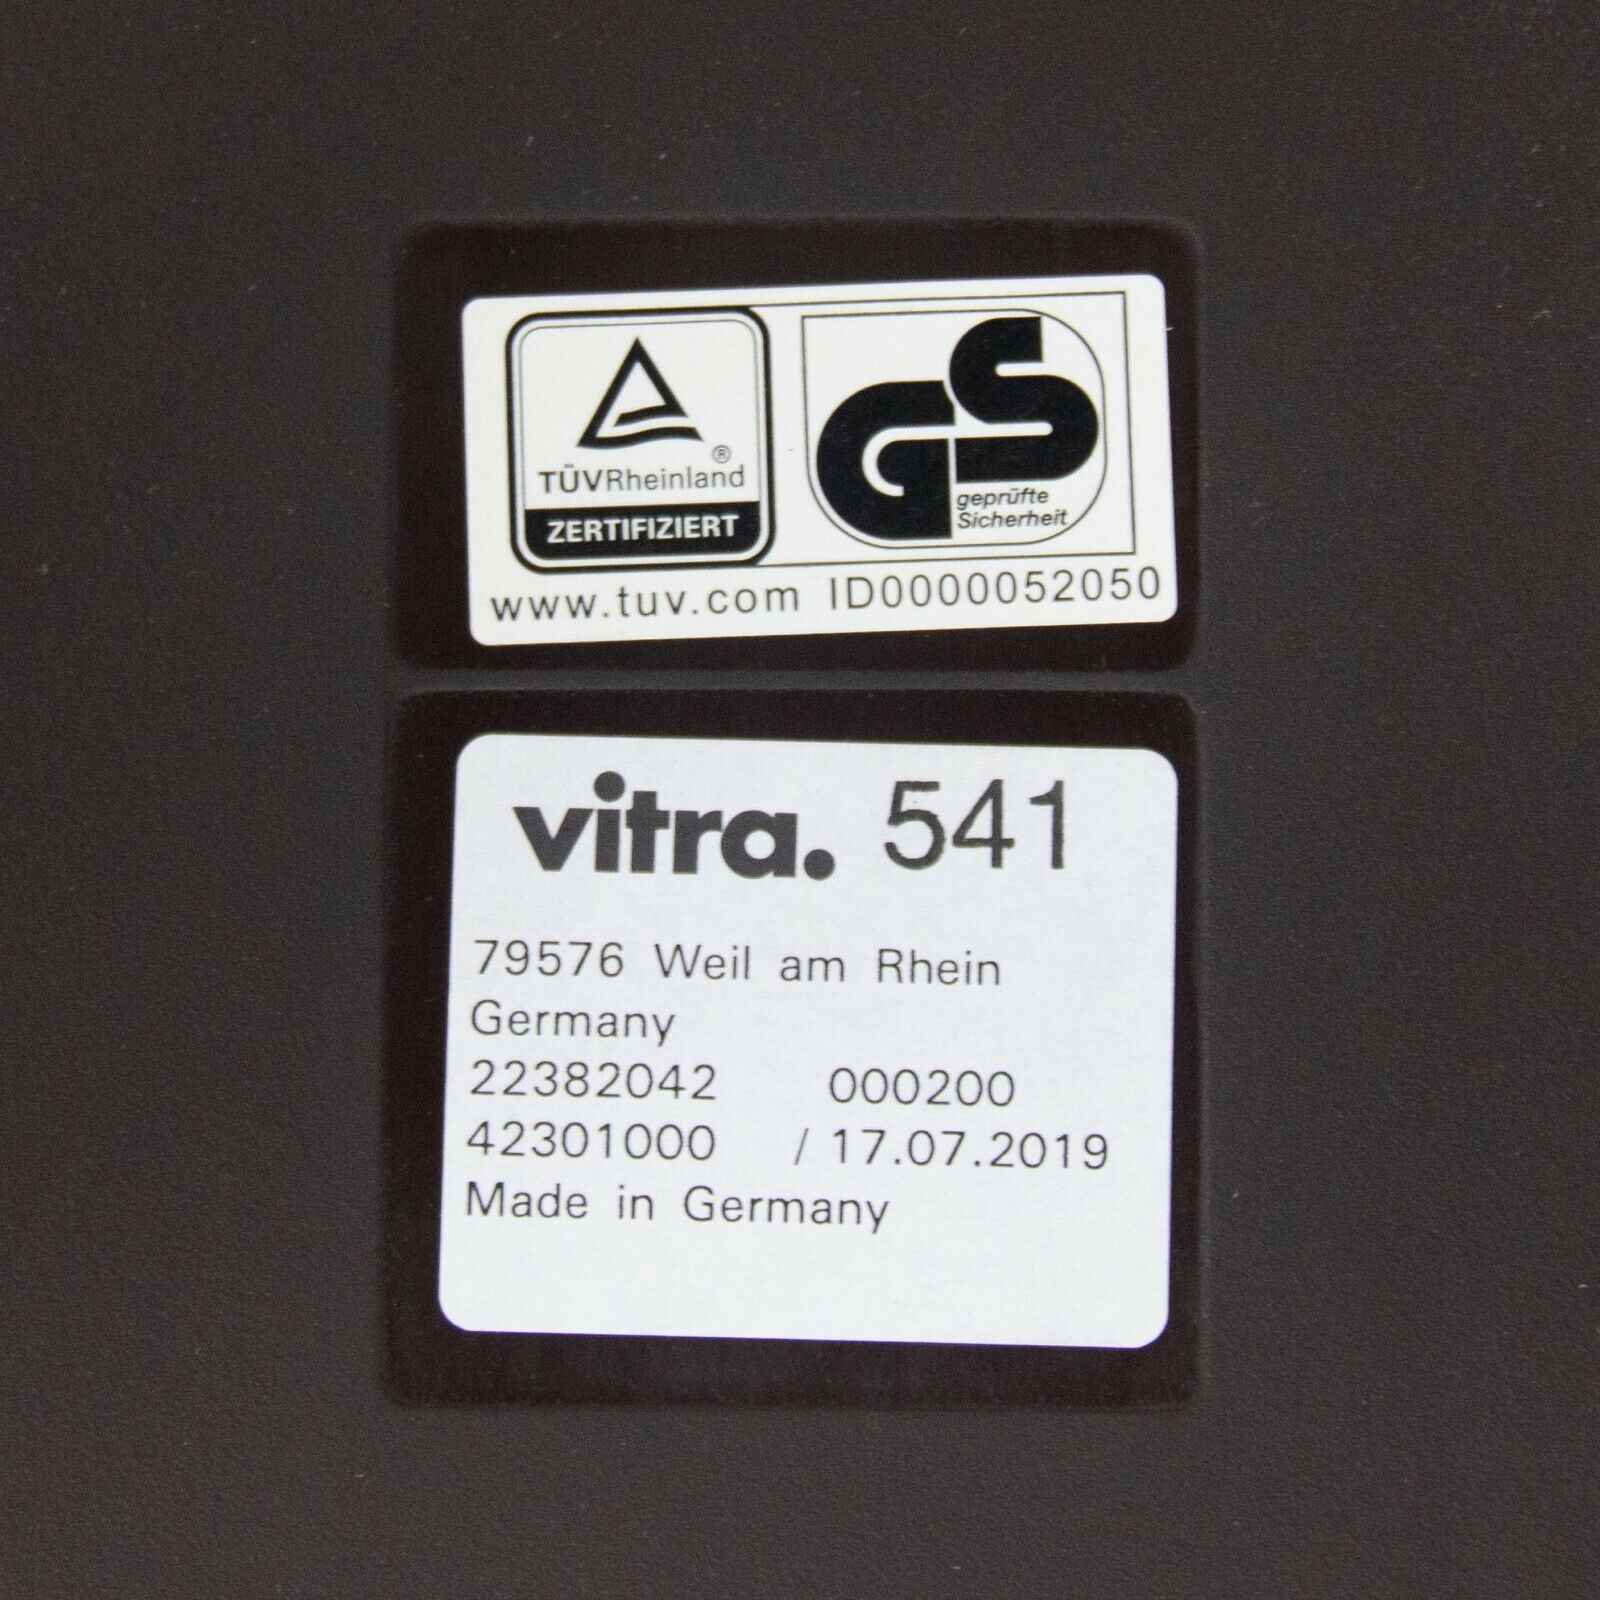 TÜVRheinland®
ZERTIFIZIERT
GS
geprüfte
Sicherheit
www.tuv.com ID0000052050
vitra. 541
79576 Weil am Rhein
Germany
22382042 000200
42301000 / 17.07.2019
Made in Germany